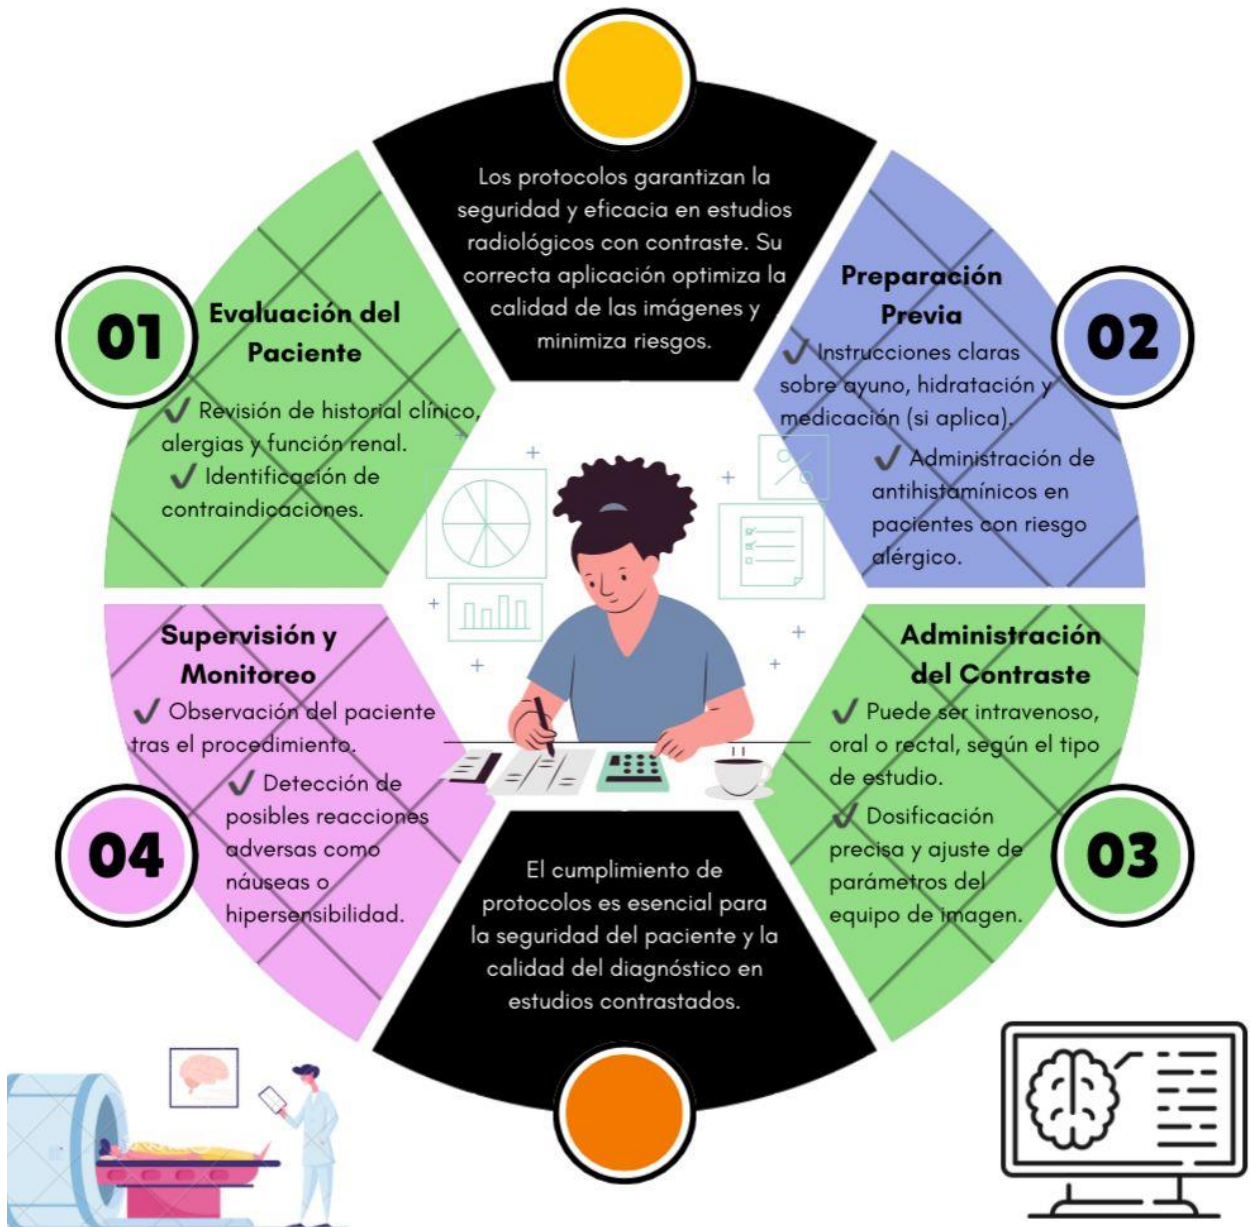 Los protocolos garantizan la
seguridad y eficacia en estudios
radiológicos con contraste. Su
correcta aplicación optimiza la
calidad de las imágenes y
minimiza riesgos.
01
Evaluación del
Paciente
✔ Revisión de historial clínico,
alergias y función renal.
✔ Identificación de
contraindicaciones.
02
Preparación
Previa
✔ Instrucciones claras
sobre ayuno, hidratación y
medicación (si aplica).
✔ Administración de
antihistamínicos en
pacientes con riesgo
alérgico.
03
Administración
del Contraste
✔ Puede ser intravenoso,
oral o rectal, según el tipo
de estudio.
✔ Dosificación
precisa y ajuste de
parámetros del
equipo de imagen.
04
Supervisión y
Monitoreo
✔ Observación del paciente
tras el procedimiento.
✔ Detección de
posibles reacciones
adversas como
náuseas o
hipersensibilidad.
El cumplimiento de
protocolos es esencial para
la seguridad del paciente y la
calidad del diagnóstico en
estudios contrastados.